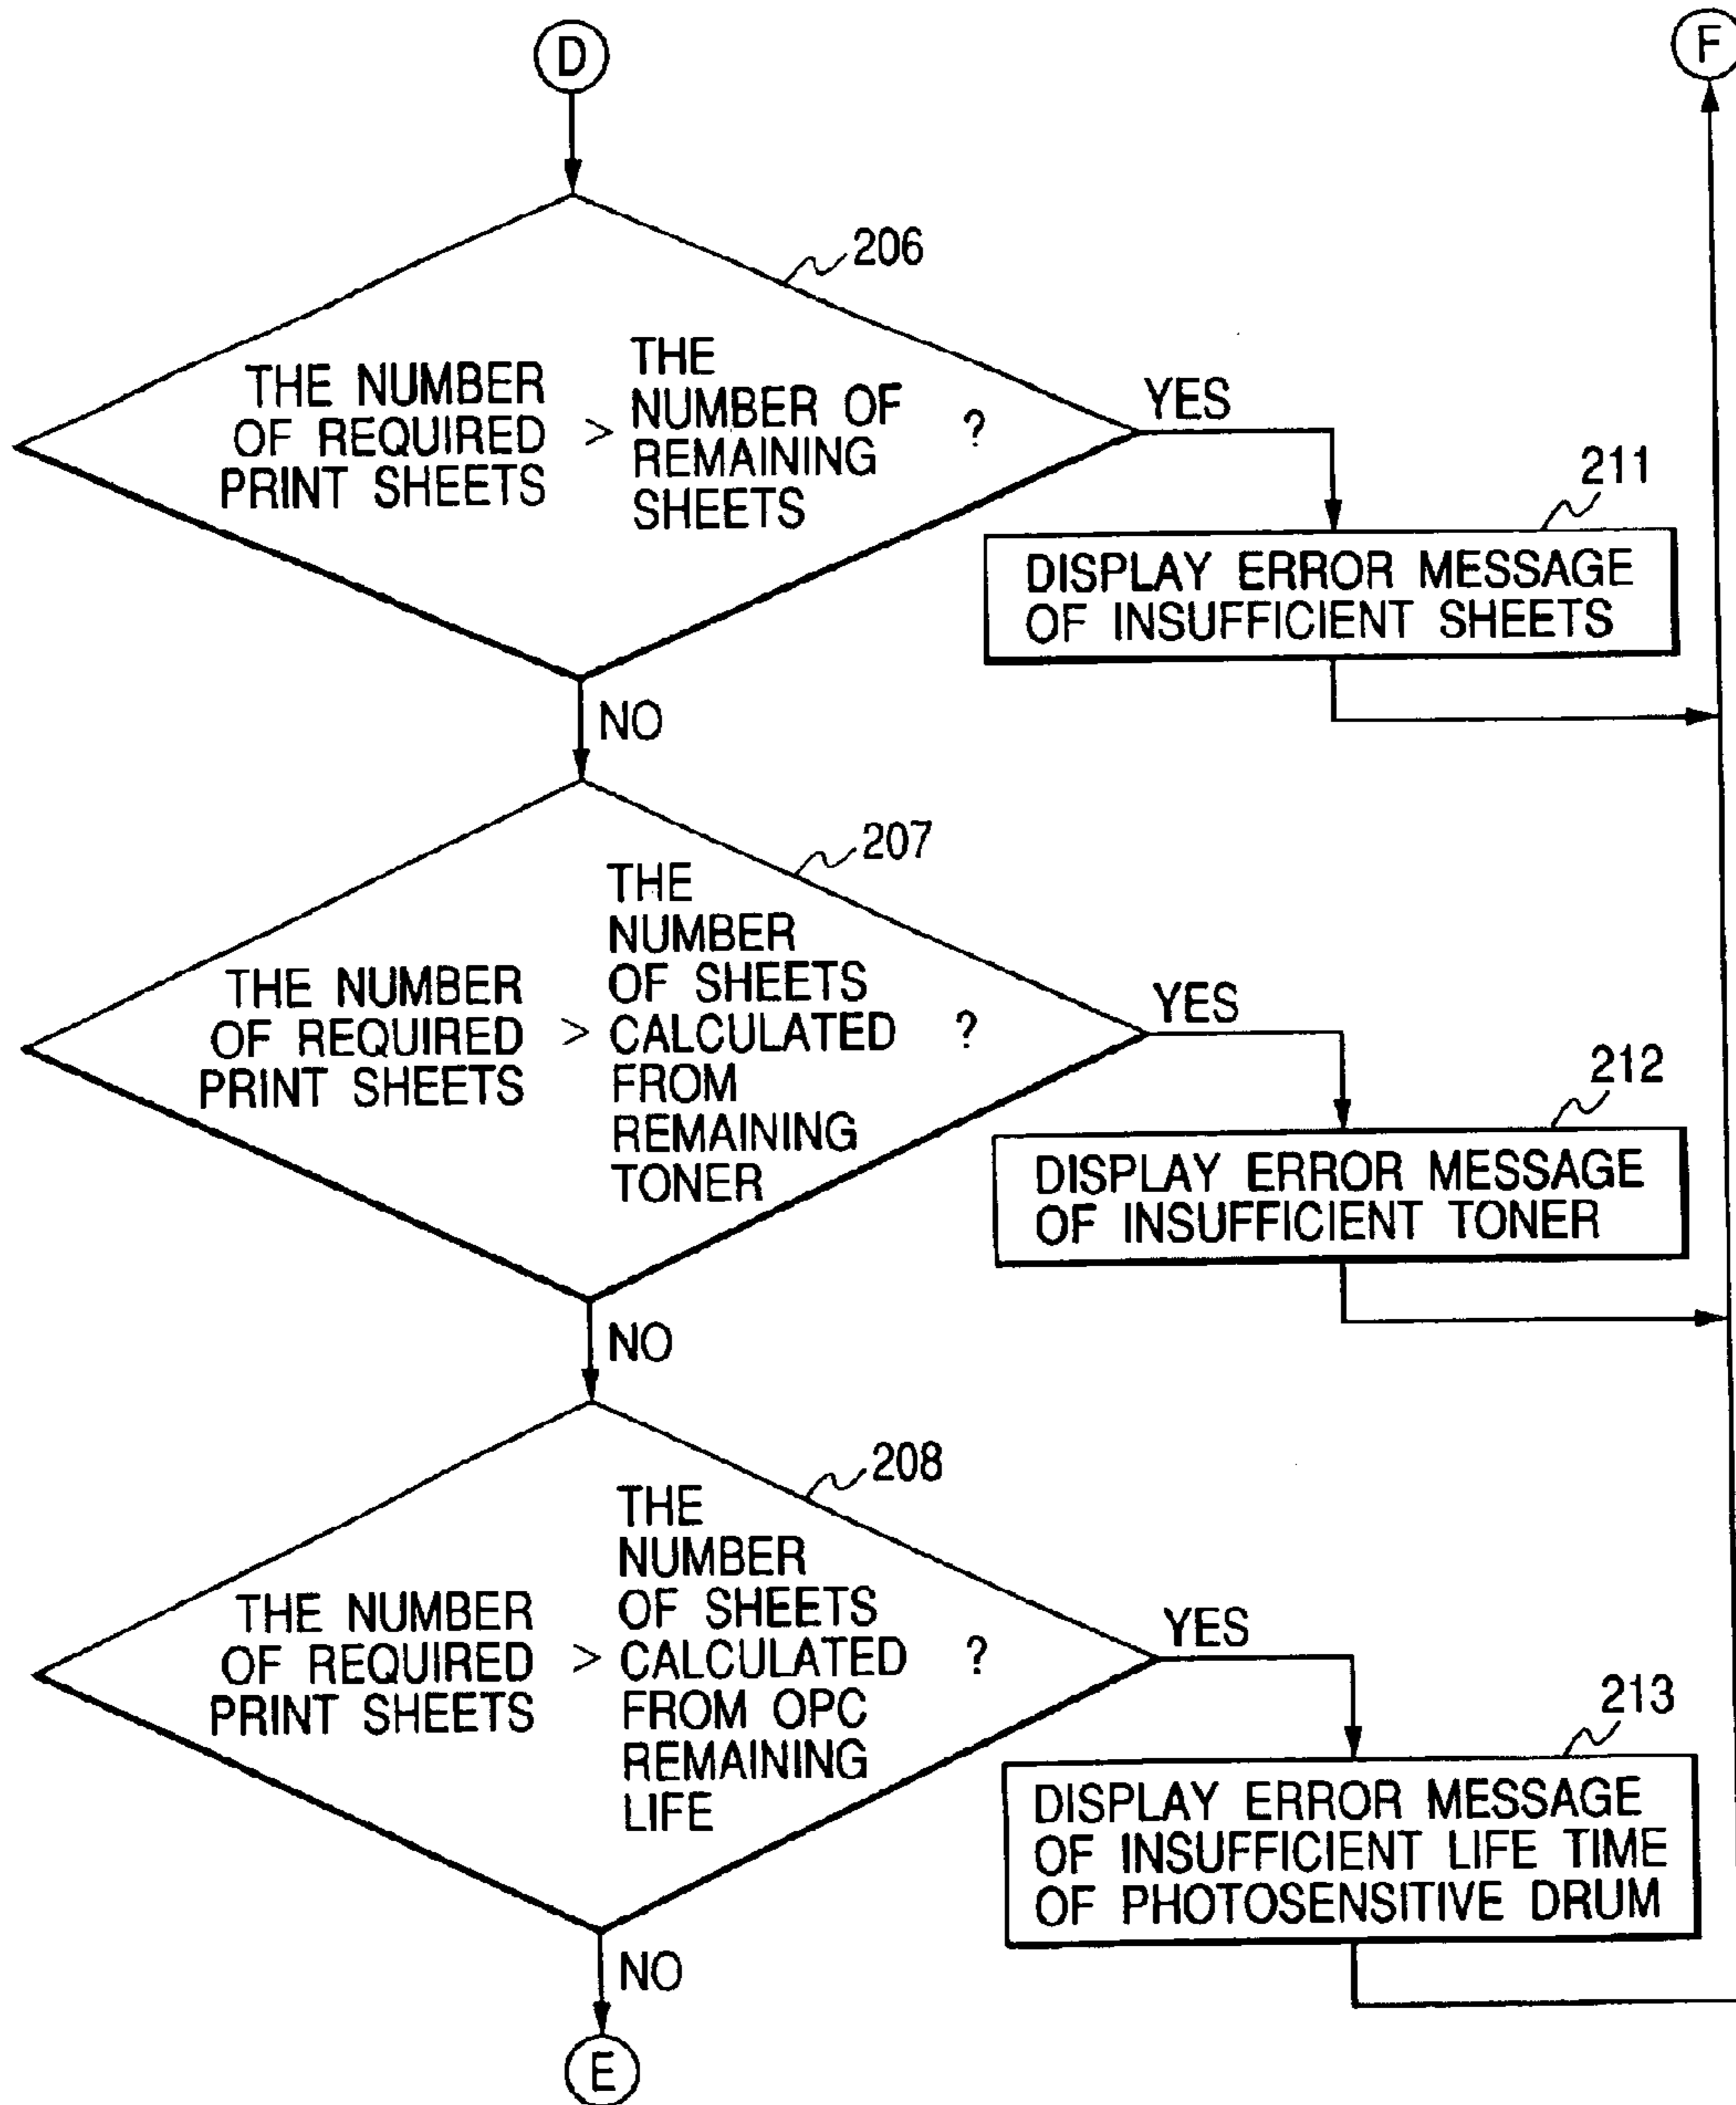 D
F
206
THE NUMBER
OF REQUIRED
PRINT SHEETS
>
THE
NUMBER OF
REMAINING
SHEETS
?
YES
211
DISPLAY ERROR MESSAGE
OF INSUFFICIENT SHEETS
NO
207
THE NUMBER
OF REQUIRED
PRINT SHEETS
>
THE
NUMBER
OF SHEETS
CALCULATED
FROM
REMAINING
TONER
?
YES
212
DISPLAY ERROR MESSAGE
OF INSUFFICIENT TONER
NO
208
THE NUMBER
OF REQUIRED
PRINT SHEETS
>
THE
NUMBER
OF SHEETS
CALCULATED
FROM OPC
REMAINING
LIFE
?
YES
213
DISPLAY ERROR MESSAGE
OF INSUFFICIENT LIFE TIME
OF PHOTOSENSITIVE DRUM
NO
E